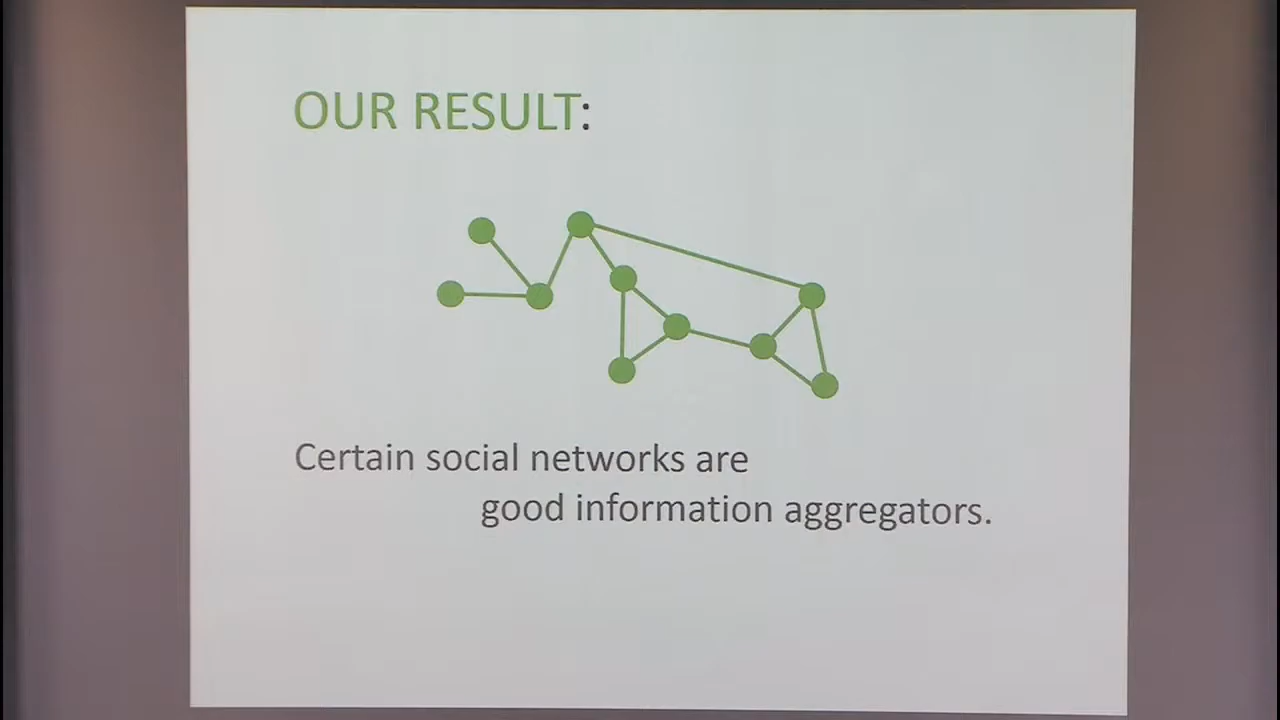 OUR RESULT:
Certain social networks are
good information aggregators.